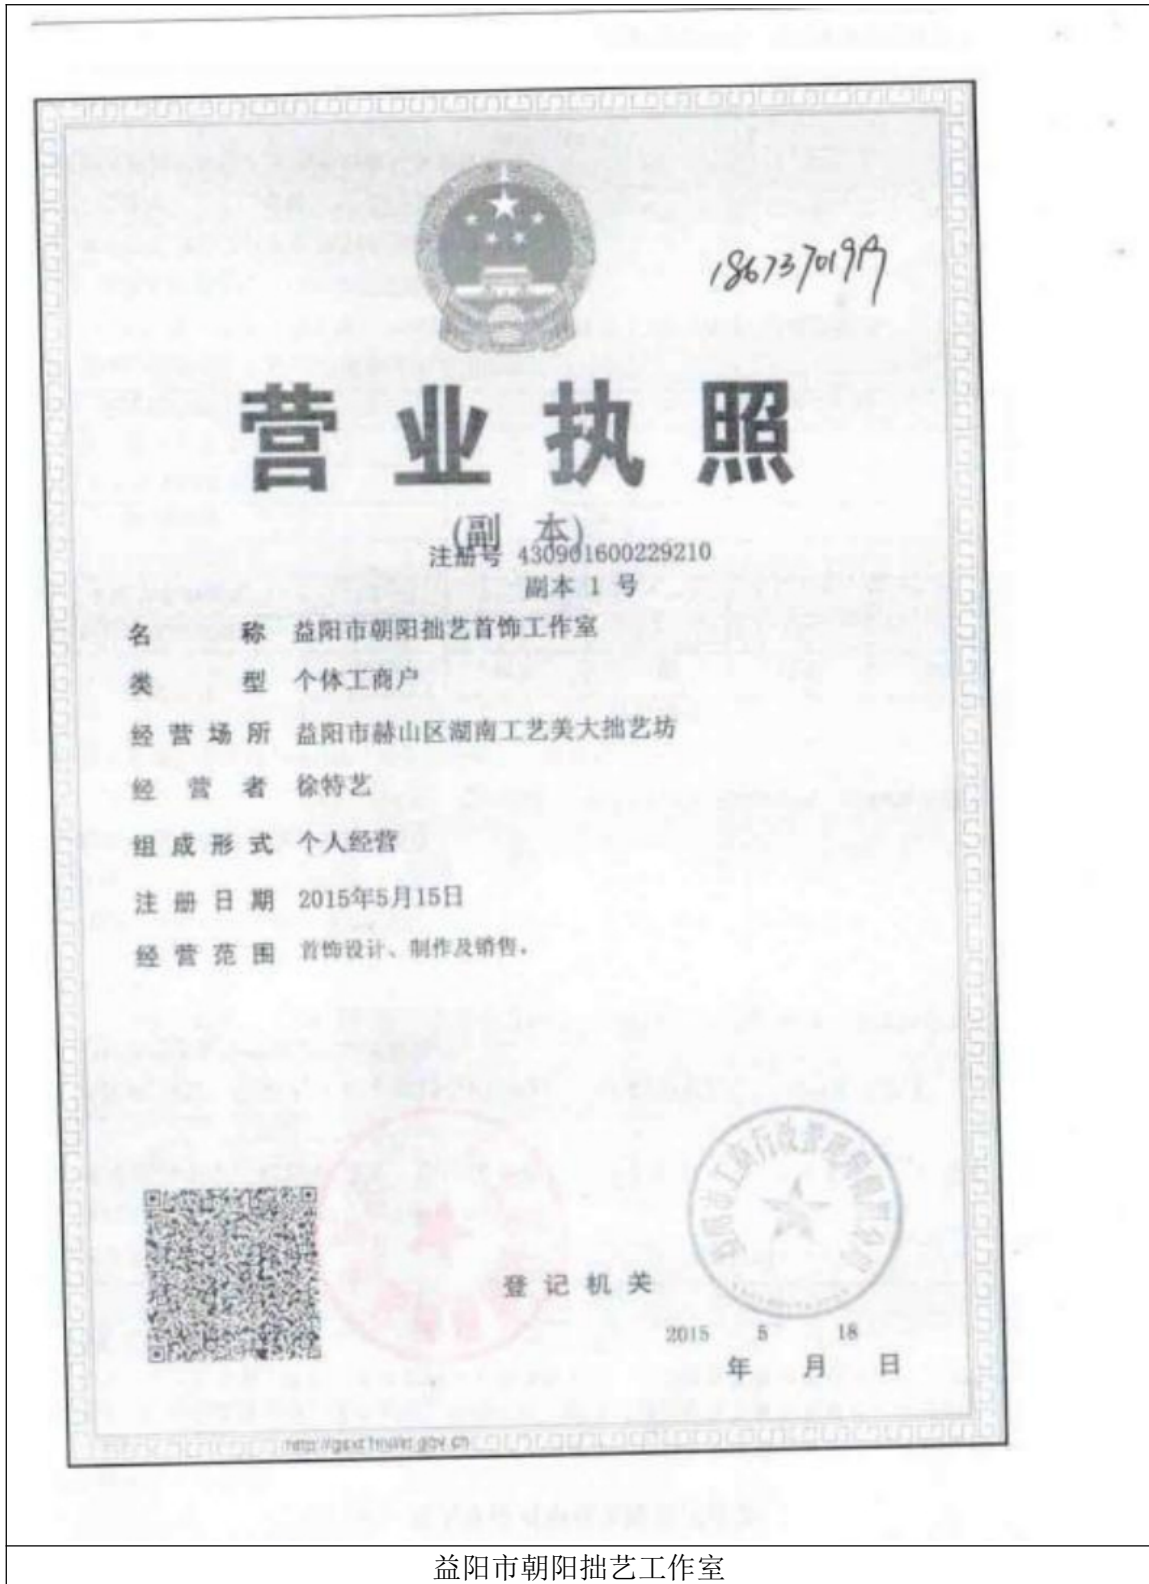 营业执照
(副 本)
注册号 430901600229210
副本 1 号
名 称 益阳市朝阳拙艺首饰工作室
类 型 个体工商户
经营场所 益阳市赫山区湖南工艺美大拙艺坊
经营者 徐特艺
组成形式 个人经营
注册日期 2015年5月15日
经营范围 首饰设计、制作及销售。
登记机关
2015 5 18
年 月 日
益阳市朝阳拙艺工作室